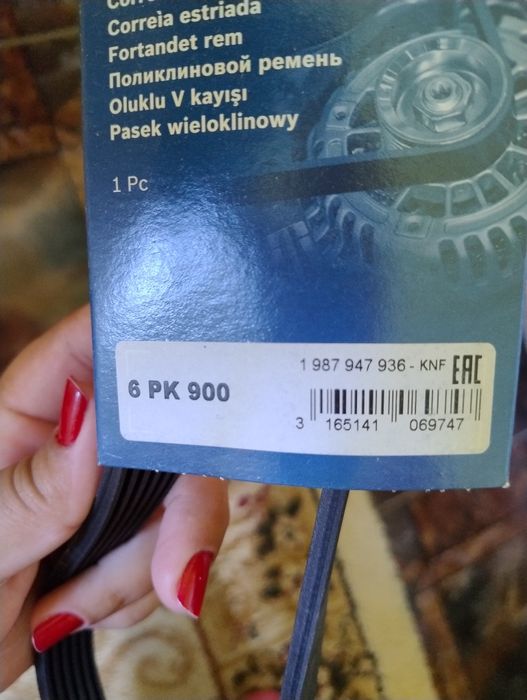 Correia estriada
Fortandet rem
Поликлиновой ремень
Oluklu V kayışı
Pasek wieloklinowy
1 Pc
1 987 947 936 - KNF EAC
6 PK 900
3 165141 069747